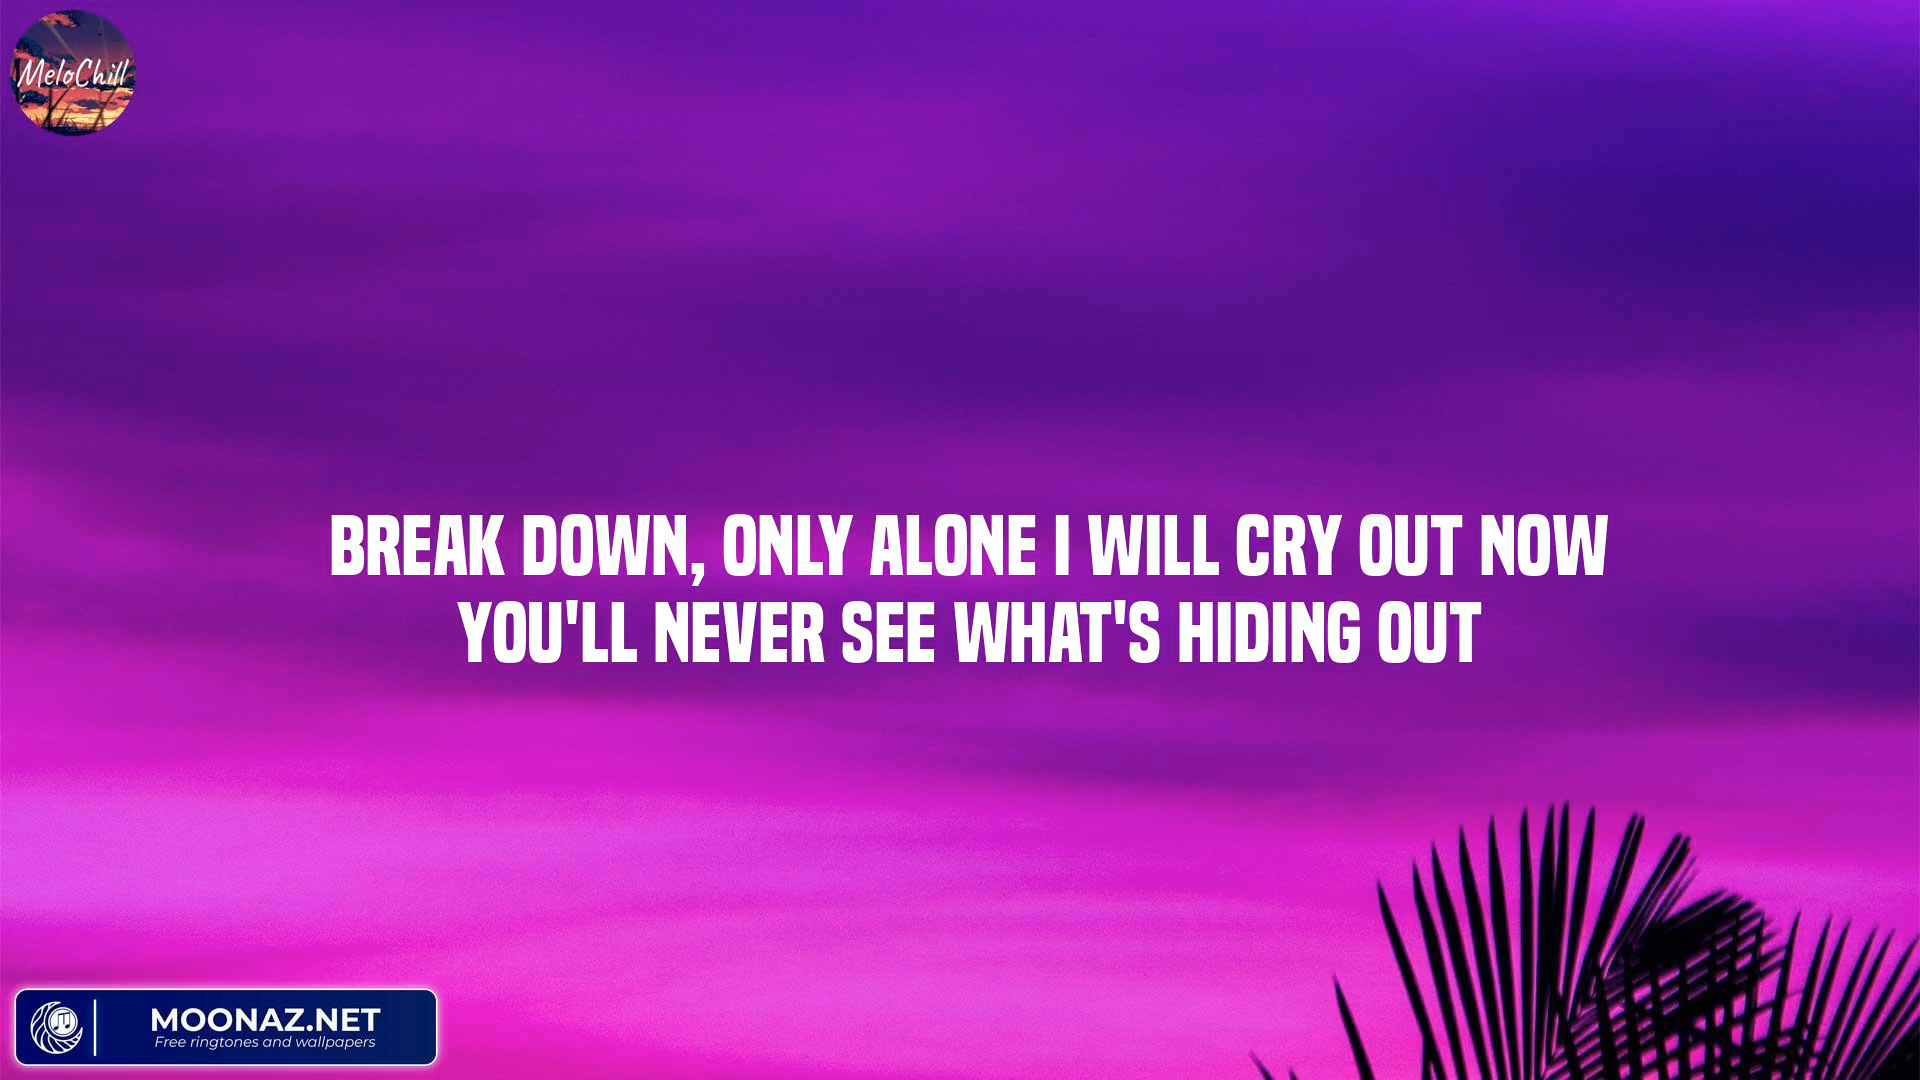 MeloChill
BREAK DOWN, ONLY ALONE I WILL CRY OUT NOW
YOU'LL NEVER SEE WHAT'S HIDING OUT
MOONAZ.NET
Free ringtones and wallpapers